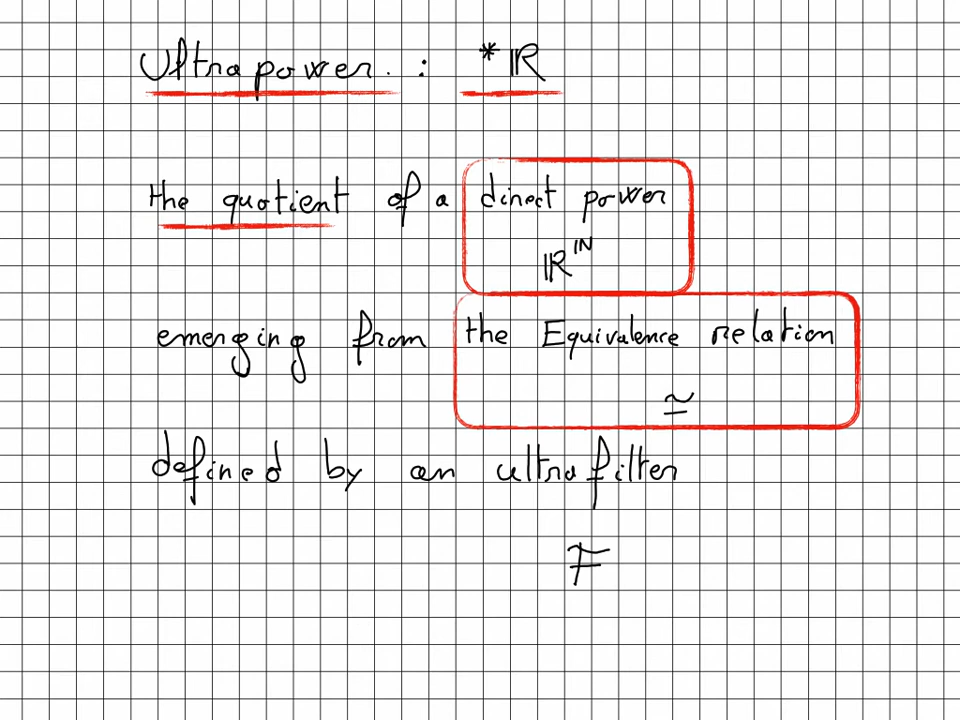 Ultrapower. : *ℝ
the quotient of a direct power
ℝ^ℕ
emerging from the Equivalence relation
≃
defined by an ultrafilter
F